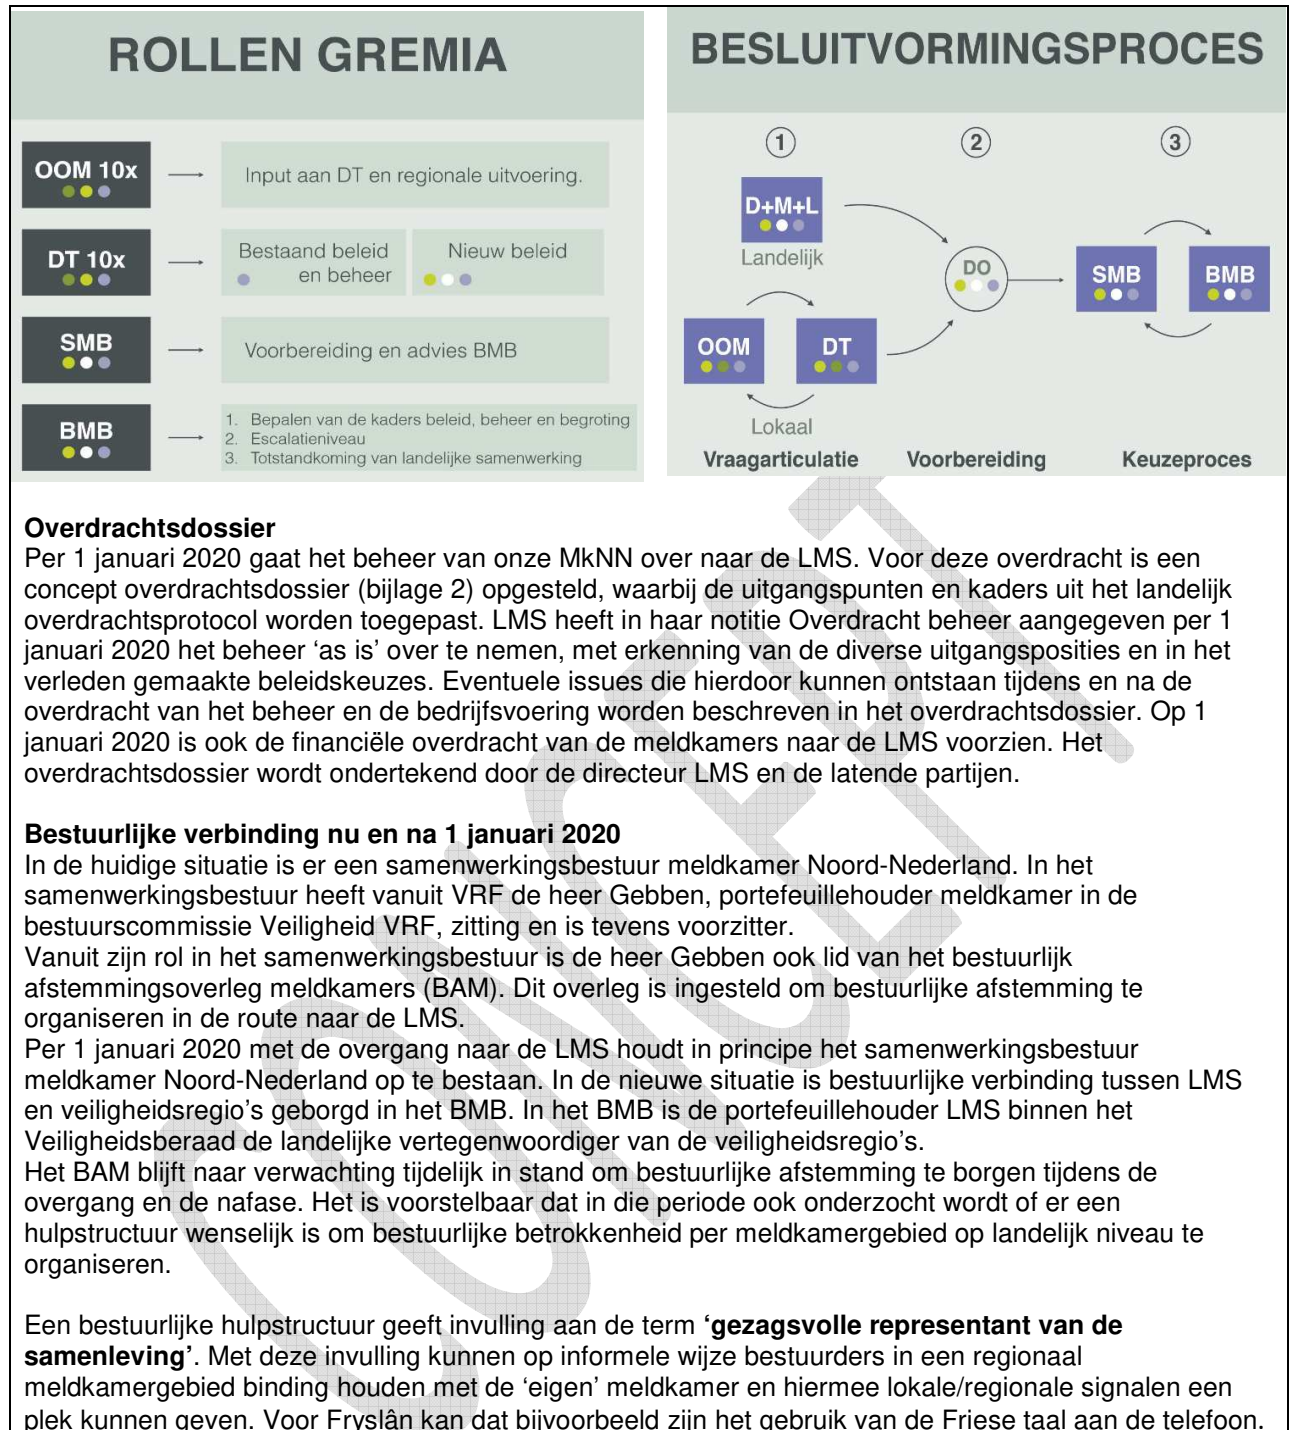 ROLLEN GREMIA
OOM 10x
Input aan DT en regionale uitvoering.
DT 10x
Bestaand beleid
en beheer
Nieuw beleid
SMB
Voorbereiding en advies BMB
BMB
1. Bepalen van de kaders beleid, beheer en begroting
2. Escalatieniveau
3. Totstandkoming van landelijke samenwerking
BESLUITVORMINGSPROCES
1
2
3
D+M+L
Landelijk
DO
SMB
BMB
OOM
DT
Lokaal
Vraagarticulatie
Voorbereiding
Keuzeproces
Overdrachtsdossier
Per 1 januari 2020 gaat het beheer van onze MkNN over naar de LMS. Voor deze overdracht is een
concept overdrachtsdossier (bijlage 2) opgesteld, waarbij de uitgangspunten en kaders uit het landelijk
overdrachtsprotocol worden toegepast. LMS heeft in haar notitie Overdracht beheer aangegeven per 1
januari 2020 het beheer ‘as is’ over te nemen, met erkenning van de diverse uitgangsposities en in het
verleden gemaakte beleidskeuzes. Eventuele issues die hierdoor kunnen ontstaan tijdens en na de
overdracht van het beheer en de bedrijfsvoering worden beschreven in het overdrachtsdossier. Op 1
januari 2020 is ook de financiële overdracht van de meldkamers naar de LMS voorzien. Het
overdrachtsdossier wordt ondertekend door de directeur LMS en de latende partijen.
Bestuurlijke verbinding nu en na 1 januari 2020
In de huidige situatie is er een samenwerkingsbestuur meldkamer Noord-Nederland. In het
samenwerkingsbestuur heeft vanuit VRF de heer Gebben, portefeuillehouder meldkamer in de
bestuurscommissie Veiligheid VRF, zitting en is tevens voorzitter.
Vanuit zijn rol in het samenwerkingsbestuur is de heer Gebben ook lid van het bestuurlijk
afstemmingsoverleg meldkamers (BAM). Dit overleg is ingesteld om bestuurlijke afstemming te
organiseren in de route naar de LMS.
Per 1 januari 2020 met de overgang naar de LMS houdt in principe het samenwerkingsbestuur
meldkamer Noord-Nederland op te bestaan. In de nieuwe situatie is bestuurlijke verbinding tussen LMS
en veiligheidsregio’s geborgd in het BMB. In het BMB is de portefeuillehouder LMS binnen het
Veiligheidsberaad de landelijke vertegenwoordiger van de veiligheidsregio’s.
Het BAM blijft naar verwachting tijdelijk in stand om bestuurlijke afstemming te borgen tijdens de
overgang en de nafase. Het is voorstelbaar dat in die periode ook onderzocht wordt of er een
hulpstructuur wenselijk is om bestuurlijke betrokkenheid per meldkamergebied op landelijk niveau te
organiseren.
Een bestuurlijke hulpstructuur geeft invulling aan de term ‘gezagsvolle representant van de
samenleving’. Met deze invulling kunnen op informele wijze bestuurders in een regionaal
meldkamergebied binding houden met de ‘eigen’ meldkamer en hiermee lokale/regionale signalen een
plek kunnen geven. Voor Fryslân kan dat bijvoorbeeld zijn het gebruik van de Friese taal aan de telefoon.
CONCEPT